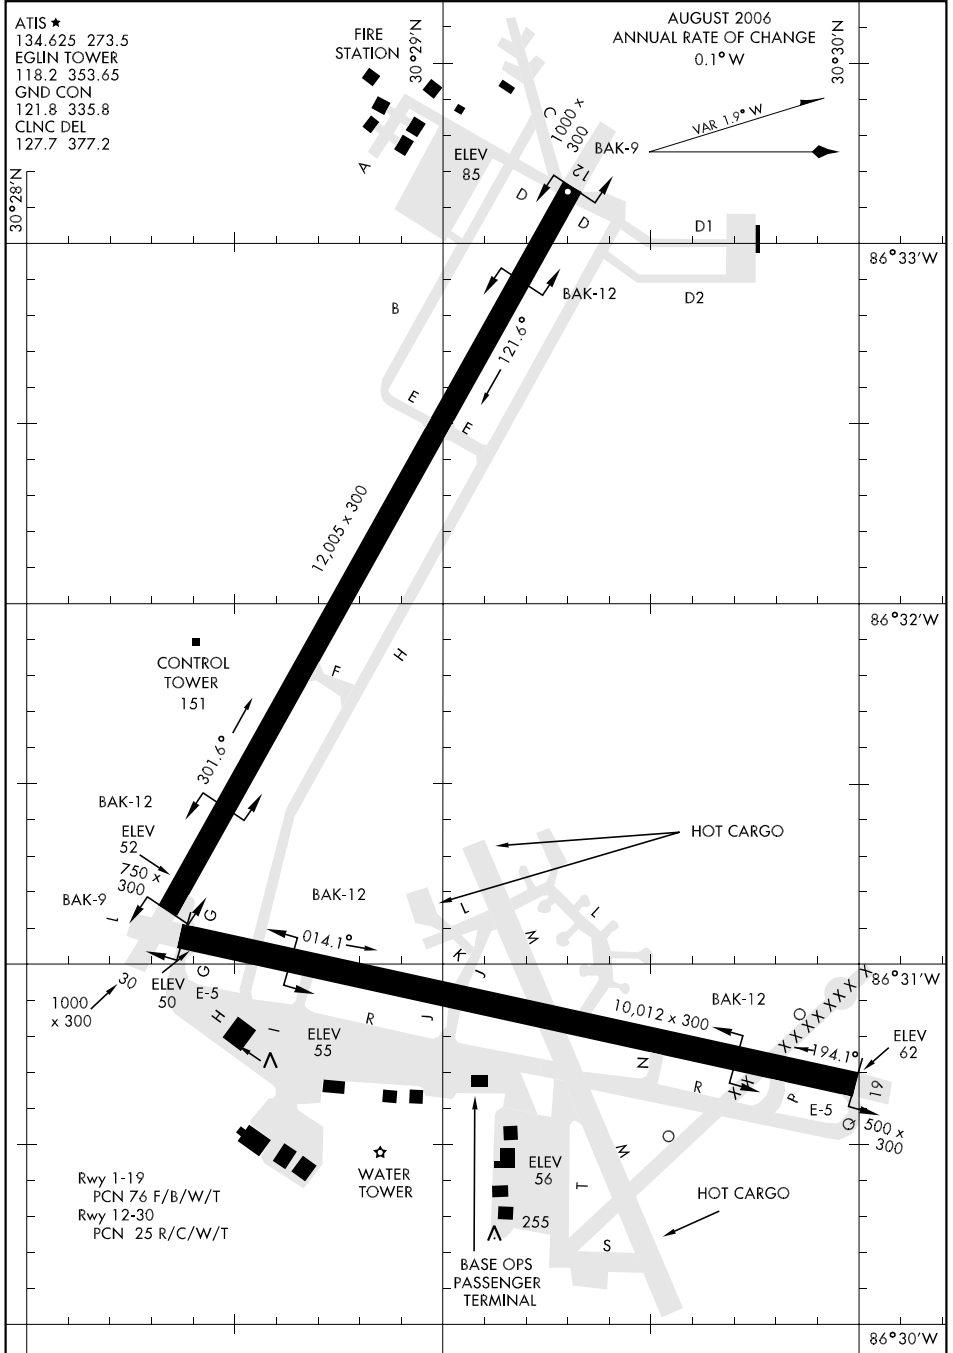 ATIS ★
134.625 273.5
EGLIN TOWER
118.2 353.65
GND CON
121.8 335.8
CLNC DEL
127.7 377.2
FIRE
STATION
30°29'N
AUGUST 2006
ANNUAL RATE OF CHANGE
0.1° W
30°30'N
VAR 1.9° W
30°28'N
A
ELEV
85
C
1000 x
300
BAK-9
12
D
D
D1
D2
86°33'W
BAK-12
B
121.6°
E
E
12,005 x 300
86°32'W
CONTROL
TOWER
151
F
H
301.6°
BAK-12
ELEV
52
750 x
300
BAK-9
L
G
BAK-12
HOT CARGO
L
L
M
K
J
014.1°
G
30
1000
x 300
ELEV
50
E-5
H
I
ELEV
55
R
J
86°31'W
10,012 x 300
BAK-12
O
X X X X X X X X
194.1°
ELEV
62
X X
N
R
P
E-5
19
Q
500 x
300
O
M
T
S
WATER
TOWER
ELEV
56
255
HOT CARGO
Rwy 1-19
PCN 76 F/B/W/T
Rwy 12-30
PCN 25 R/C/W/T
BASE OPS
PASSENGER
TERMINAL
86°30'W